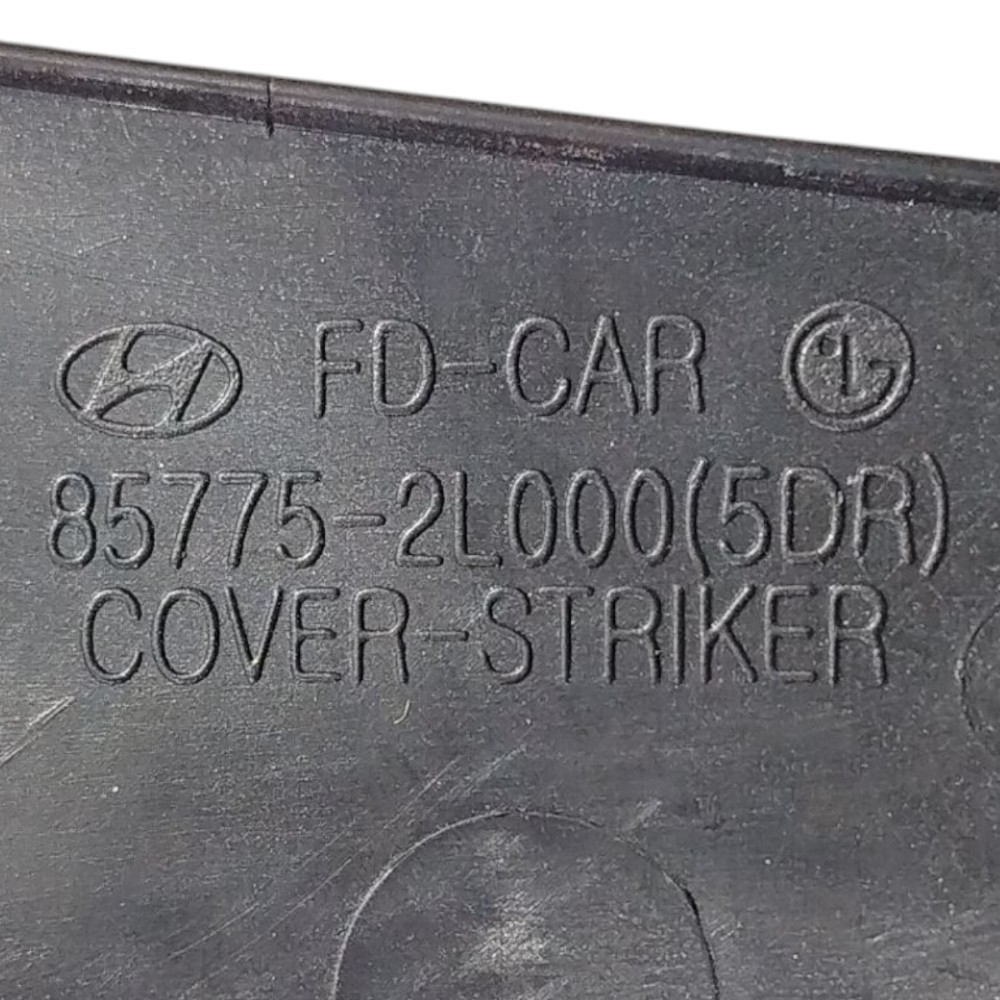 FD-CAR
85775-2L000(5DR)
COVER-STRIKER